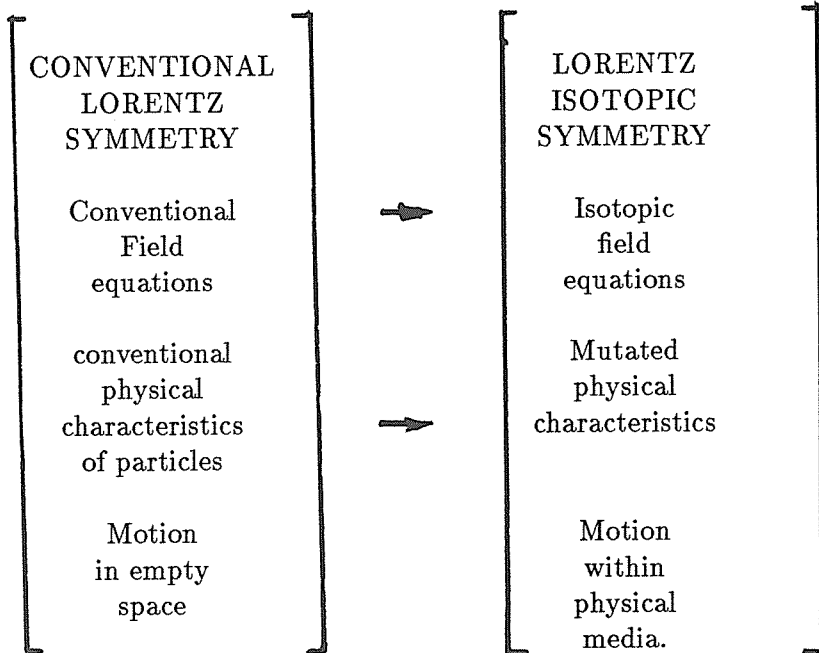 CONVENTIONAL
LORENTZ
SYMMETRY
Conventional
Field
equations
conventional
physical
characteristics
of particles
Motion
in empty
space
LORENTZ
ISOTOPIC
SYMMETRY
Isotopic
field
equations
Mutated
physical
characteristics
Motion
within
physical
media.